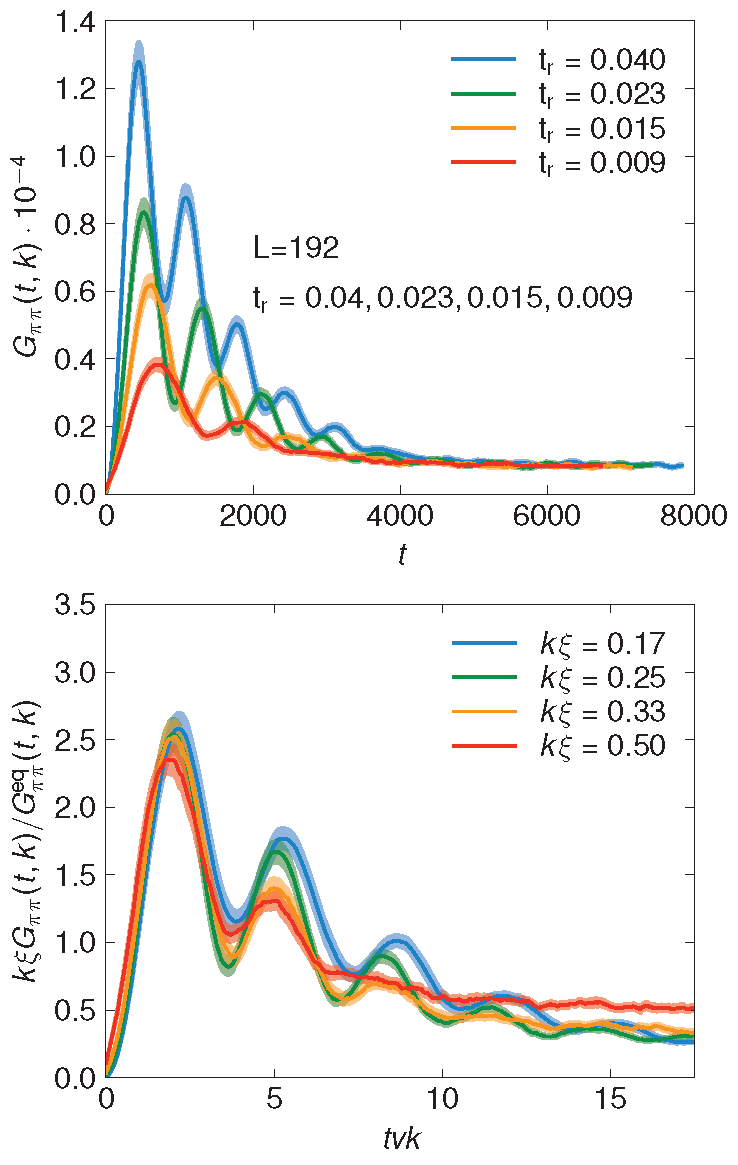 1.4
1.2
1.0
0.8
0.6
0.4
0.2
0.0
G_{ππ}(t, k) · 10^{−4}
t_r = 0.040
t_r = 0.023
t_r = 0.015
t_r = 0.009
L=192
t_r = 0.04, 0.023, 0.015, 0.009
0 2000 4000 6000 8000
t
3.5
3.0
2.5
2.0
1.5
1.0
0.5
0.0
kξG_{ππ}(t, k)/G^{eq}_{ππ}(t, k)
kξ = 0.17
kξ = 0.25
kξ = 0.33
kξ = 0.50
0 5 10 15
tvk